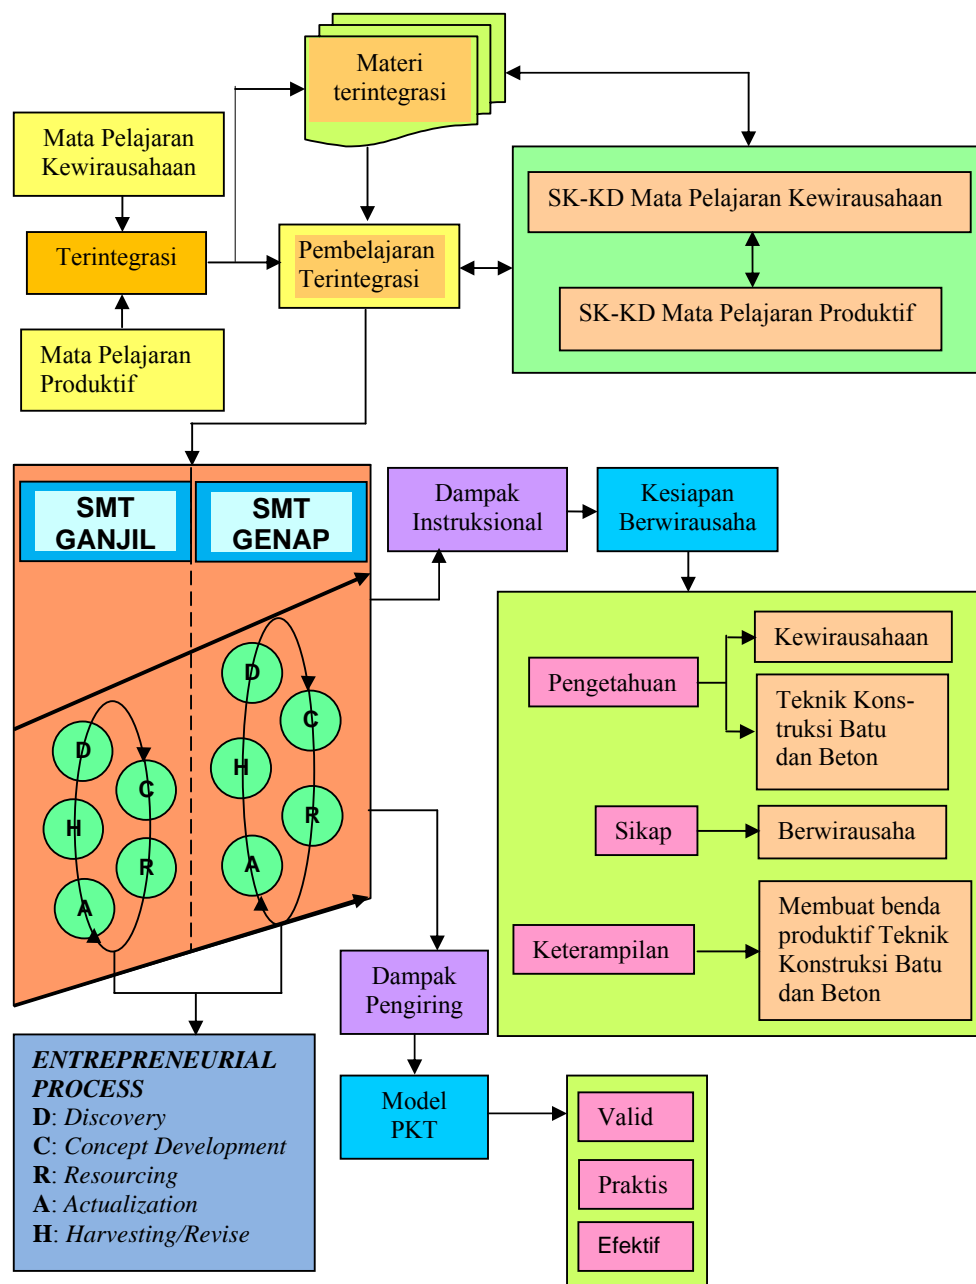 Materi
terintegrasi
Mata Pelajaran
Kewirausahaan
SK-KD Mata Pelajaran Kewirausahaan
Terintegrasi
Pembelajaran
Terintegrasi
SK-KD Mata Pelajaran Produktif
Mata Pelajaran
Produktif
SMT
GANJIL
SMT
GENAP
Dampak
Instruksional
Kesiapan
Berwirausaha
Pengetahuan
Kewirausahaan
Teknik Kons-
truksi Batu
dan Beton
Sikap
Berwirausaha
Keterampilan
Membuat benda
produktif Teknik
Konstruksi Batu
dan Beton
D
C
H
R
A
D
C
H
R
A
Dampak
Pengiring
ENTREPRENEURIAL
PROCESS
D: Discovery
C: Concept Development
R: Resourcing
A: Actualization
H: Harvesting/Revise
Model
PKT
Valid
Praktis
Efektif